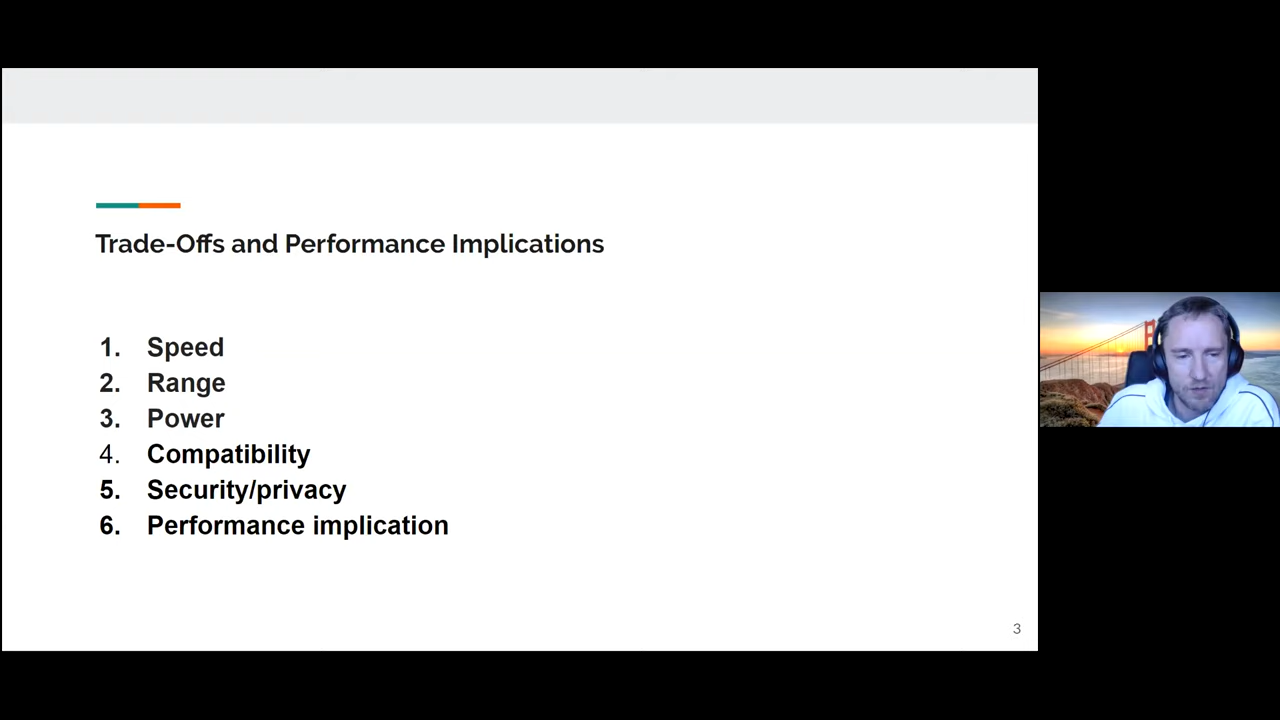 Trade-Offs and Performance Implications
1. Speed
2. Range
3. Power
4. Compatibility
5. Security/privacy
6. Performance implication
3